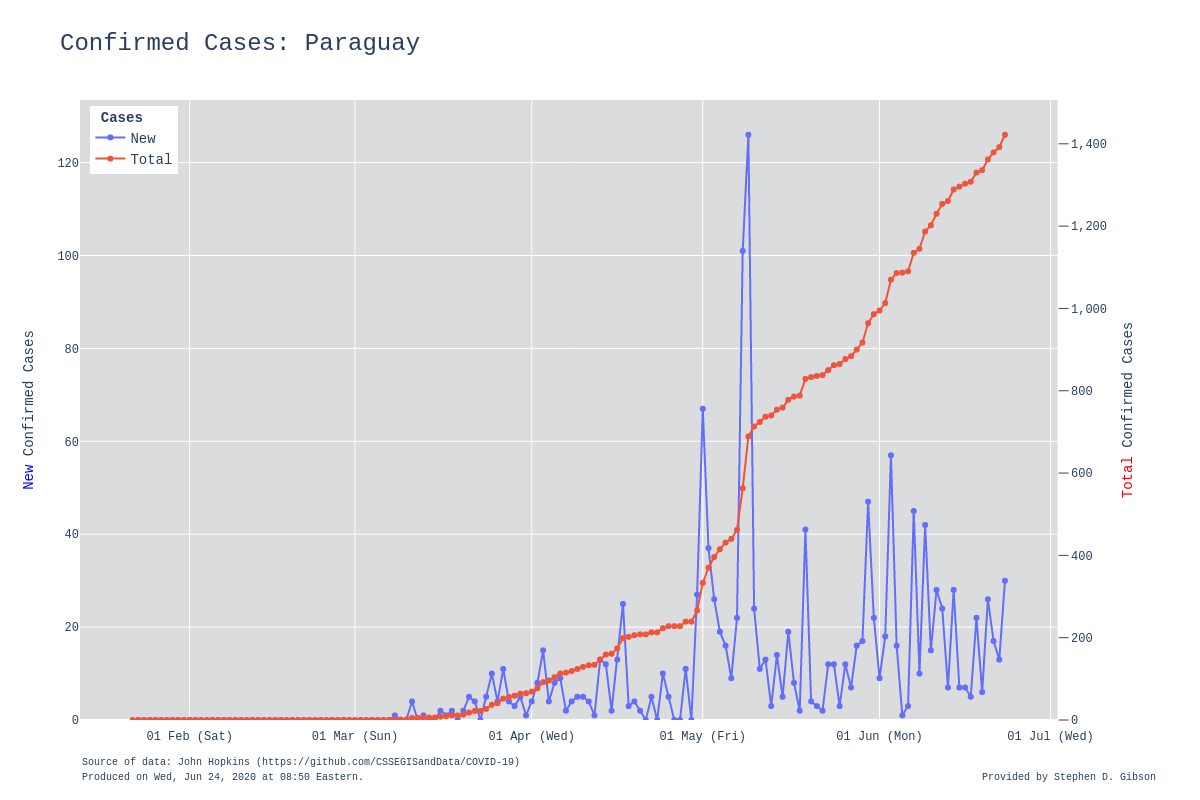 Confirmed Cases: Paraguay
Cases
New
Total
120
100
80
60
40
20
0
1,400
1,200
1,000
800
600
400
200
0
New Confirmed Cases
Total Confirmed Cases
01 Feb (Sat)
01 Mar (Sun)
01 Apr (Wed)
01 May (Fri)
01 Jun (Mon)
01 Jul (Wed)
Source of data: John Hopkins (https://github.com/CSSEGISandData/COVID-19)
Produced on Wed, Jun 24, 2020 at 08:50 Eastern.
Provided by Stephen D. Gibson